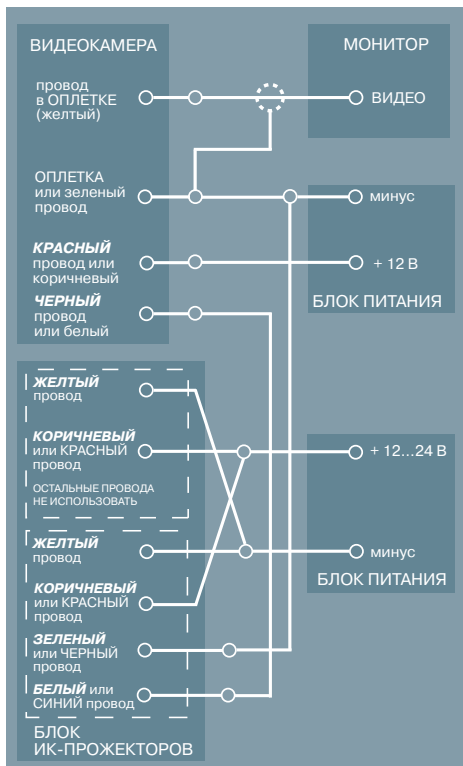 ВИДЕОКАМЕРА
МОНИТОР
провод
в ОПЛЕТКЕ
(желтый)
ВИДЕО
ОПЛЕТКА
или зеленый
провод
минус
КРАСНЫЙ
провод или
коричневый
+ 12 В
ЧЕРНЫЙ
провод
или белый
БЛОК ПИТАНИЯ
ЖЕЛТЫЙ
провод
КОРИЧНЕВЫЙ
или КРАСНЫЙ
провод
+ 12...24 В
ОСТАЛЬНЫЕ ПРОВОДА
НЕ ИСПОЛЬЗОВАТЬ
ЖЕЛТЫЙ
провод
минус
БЛОК ПИТАНИЯ
КОРИЧНЕВЫЙ
или КРАСНЫЙ
провод
ЗЕЛЕНЫЙ
или ЧЕРНЫЙ
провод
БЕЛЫЙ или
СИНИЙ провод
БЛОК
ИК-ПРОЖЕКТОРОВ